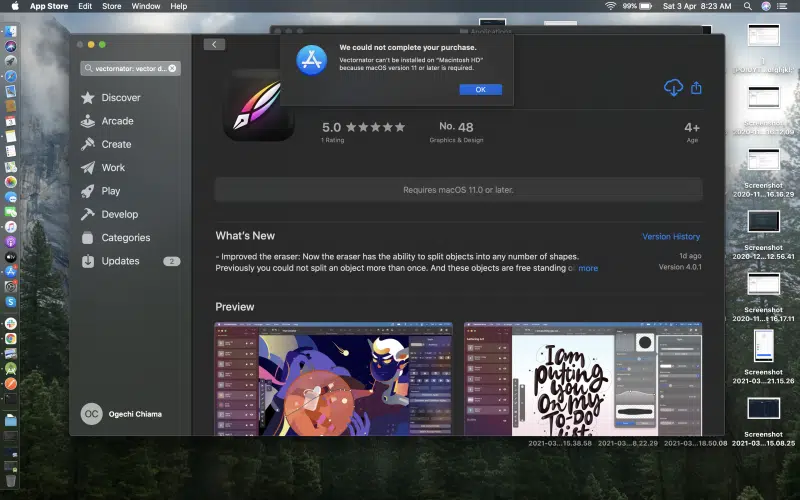 App Store Edit Store Window Help
99% Sat 3 Apr 8:23 AM
Applications
We could not complete your purchase.
Vectornator can't be installed on "Macintosh HD"
because macOS version 11 or later is required.
OK
vectornator: vector d...
Discover
Arcade
Create
Work
Play
Develop
Categories
Updates 2
OC Ogechi Chiama
5.0
1 Rating
No. 48
Graphics & Design
4+
Age
Requires macOS 11.0 or later.
What's New
Version History
- Improved the eraser: Now the eraser has the ability to split objects into any number of shapes.
Previously you could not split an object more than once. And these objects are free standing
more
1d ago
Version 4.0.1
Preview
I am
putting
you
On my
To-Do
list
Screenshot
Screenshot
2020-11...16.16.29
Screenshot
2020-12...12.56.41
Screenshot
2020-11...16.17.11
Screenshot
2021-03...21.15.26
Screenshot
2021-03...15.08.25
2021-03...15.38.58
2021-03...8.22.29
2021-03...18.50.08